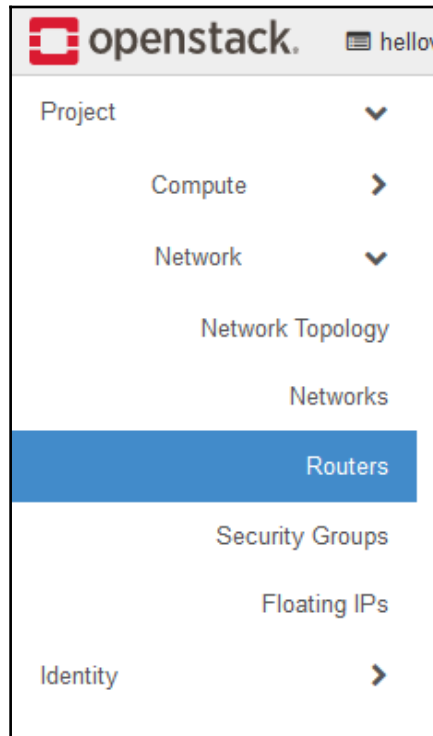 openstack. hellow
Project
Compute
Network
Network Topology
Networks
Routers
Security Groups
Floating IPs
Identity